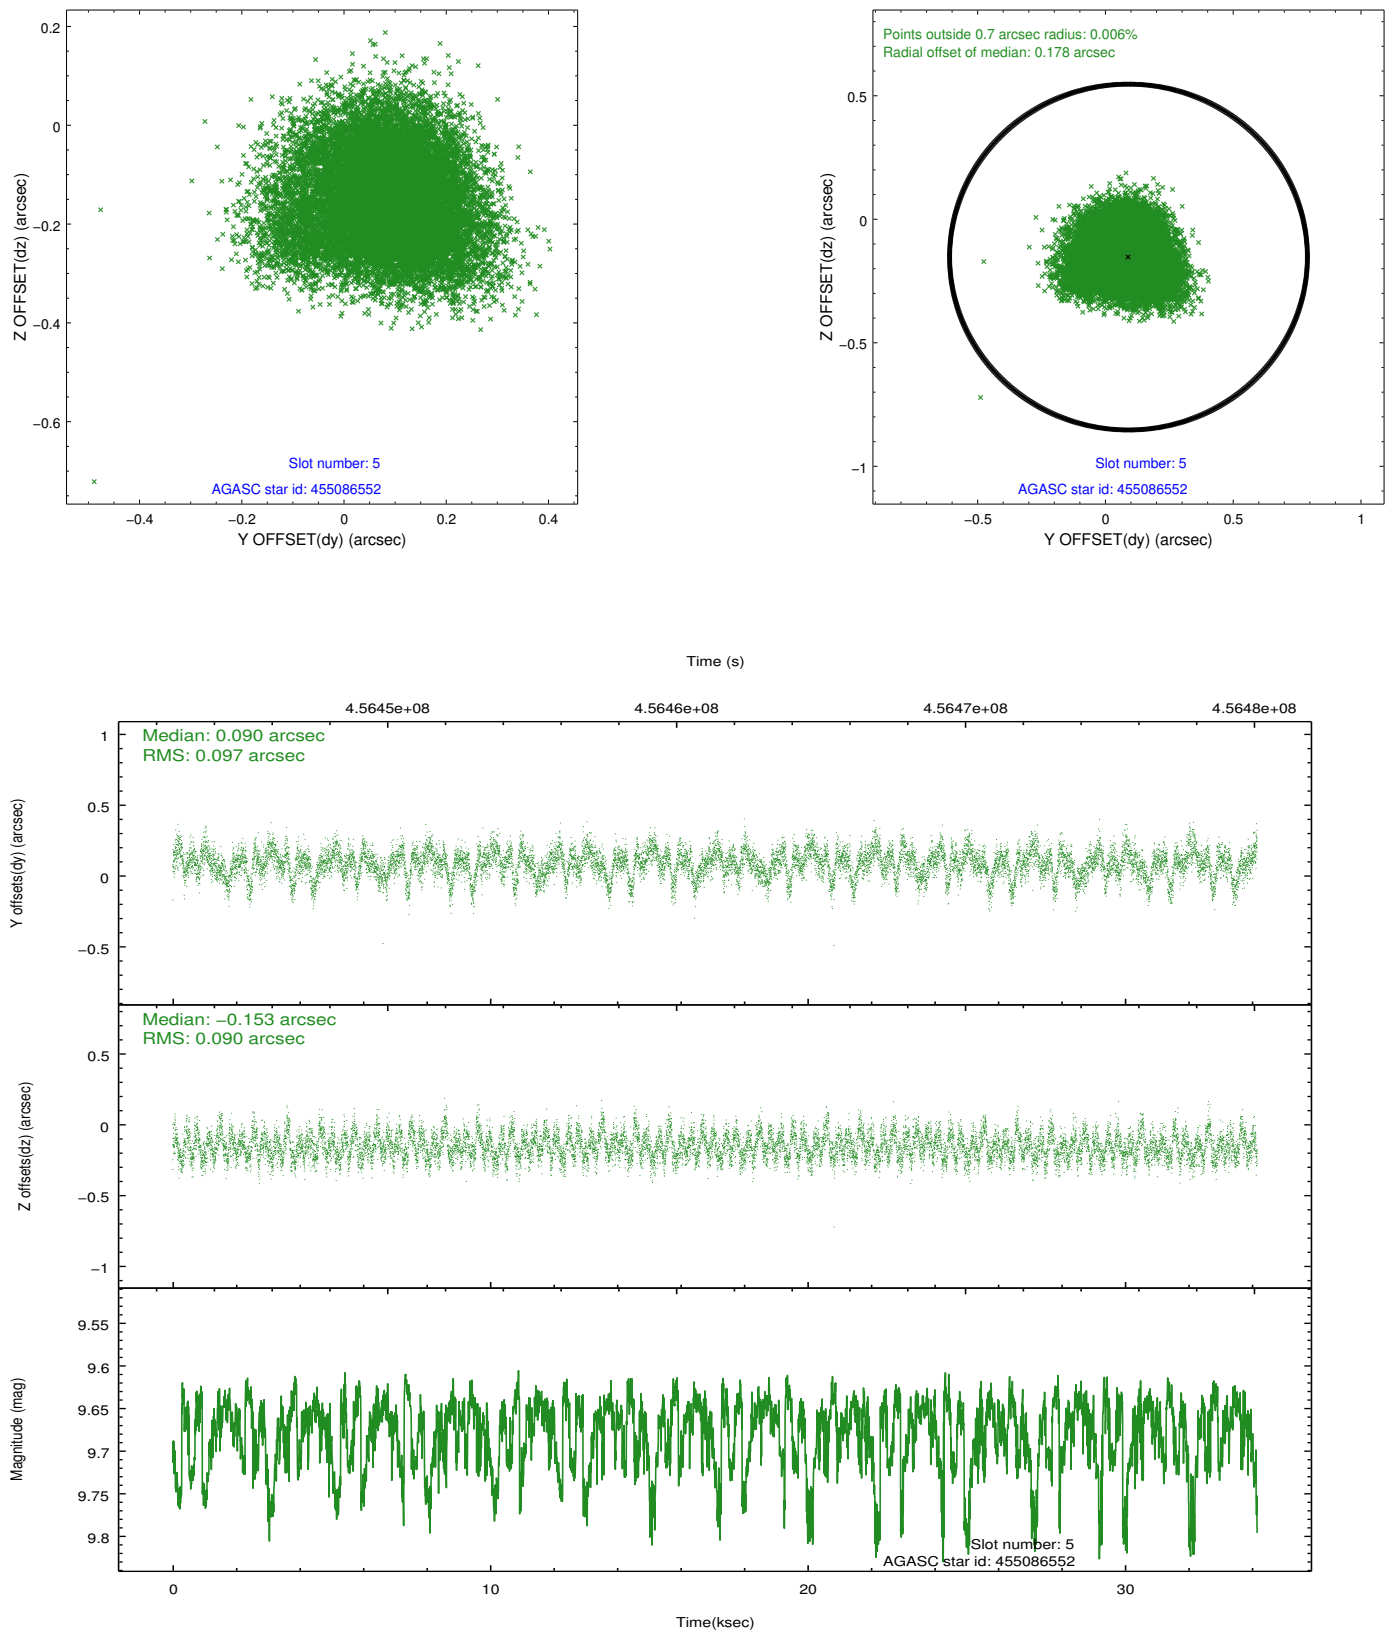 0.2
0
−0.2
−0.4
−0.6
Z OFFSET(dz) (arcsec)
Slot number: 5
AGASC star id: 455086552
−0.4
−0.2
0
0.2
0.4
Y OFFSET(dy) (arcsec)
Points outside 0.7 arcsec radius: 0.006%
Radial offset of median: 0.178 arcsec
0.5
0
−0.5
−1
Z OFFSET(dz) (arcsec)
Slot number: 5
AGASC star id: 455086552
−0.5
0
0.5
1
Y OFFSET(dy) (arcsec)
Time (s)
4.5645e+08
4.5646e+08
4.5647e+08
4.5648e+08
Median: 0.090 arcsec
RMS: 0.097 arcsec
1
0.5
0
−0.5
Y offsets(dy) (arcsec)
Median: −0.153 arcsec
RMS: 0.090 arcsec
0.5
0
−0.5
−1
Z offsets(dz) (arcsec)
9.55
9.6
9.65
9.7
9.75
9.8
Magnitude (mag)
Slot number: 5
AGASC star id: 455086552
0
10
20
30
Time(ksec)